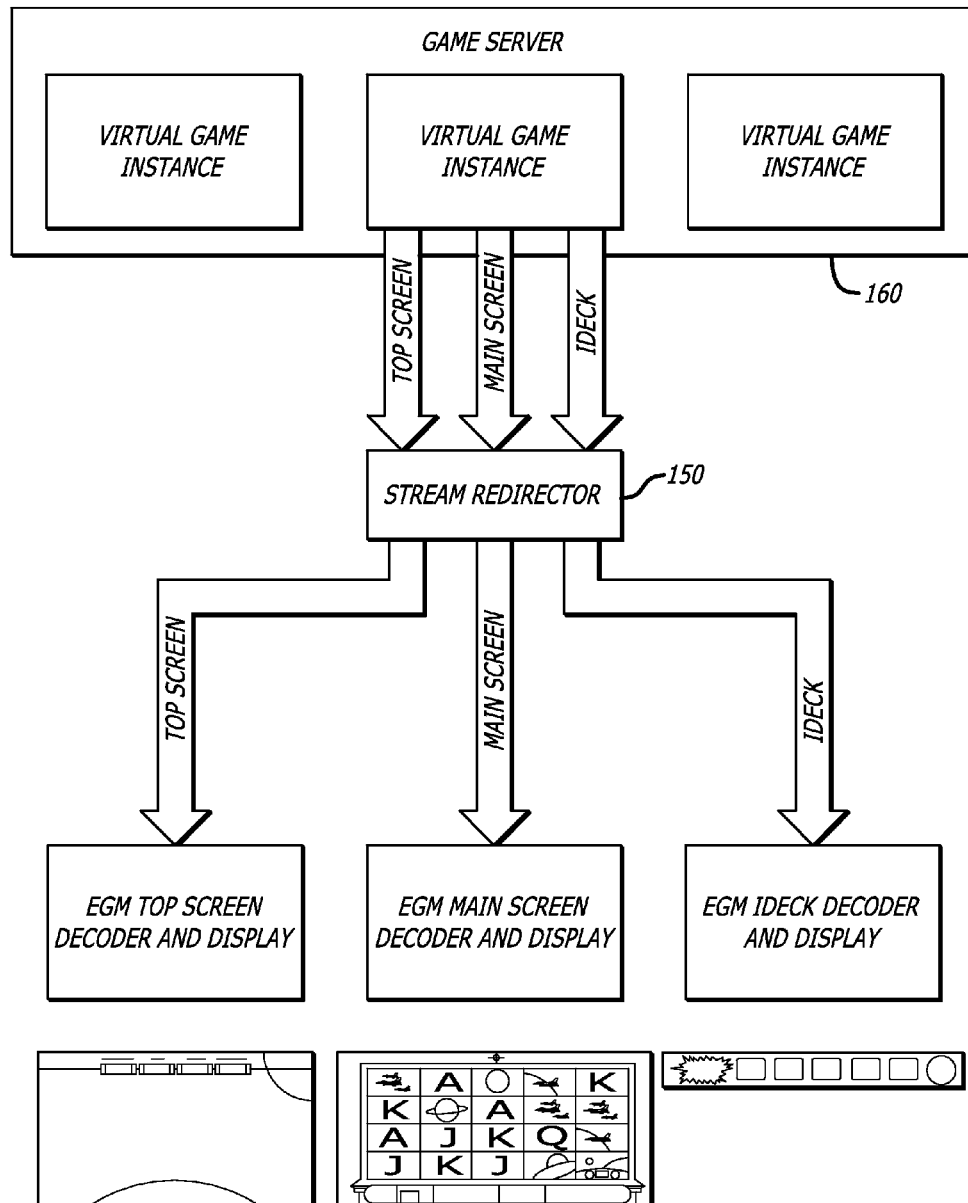 GAME SERVER
VIRTUAL GAME
INSTANCE
VIRTUAL GAME
INSTANCE
VIRTUAL GAME
INSTANCE
160
TOP SCREEN
MAIN SCREEN
IDECK
STREAM REDIRECTOR
150
TOP SCREEN
MAIN SCREEN
IDECK
EGM TOP SCREEN
DECODER AND DISPLAY
EGM MAIN SCREEN
DECODER AND DISPLAY
EGM IDECK DECODER
AND DISPLAY
A K
K A
A J K Q
J K J